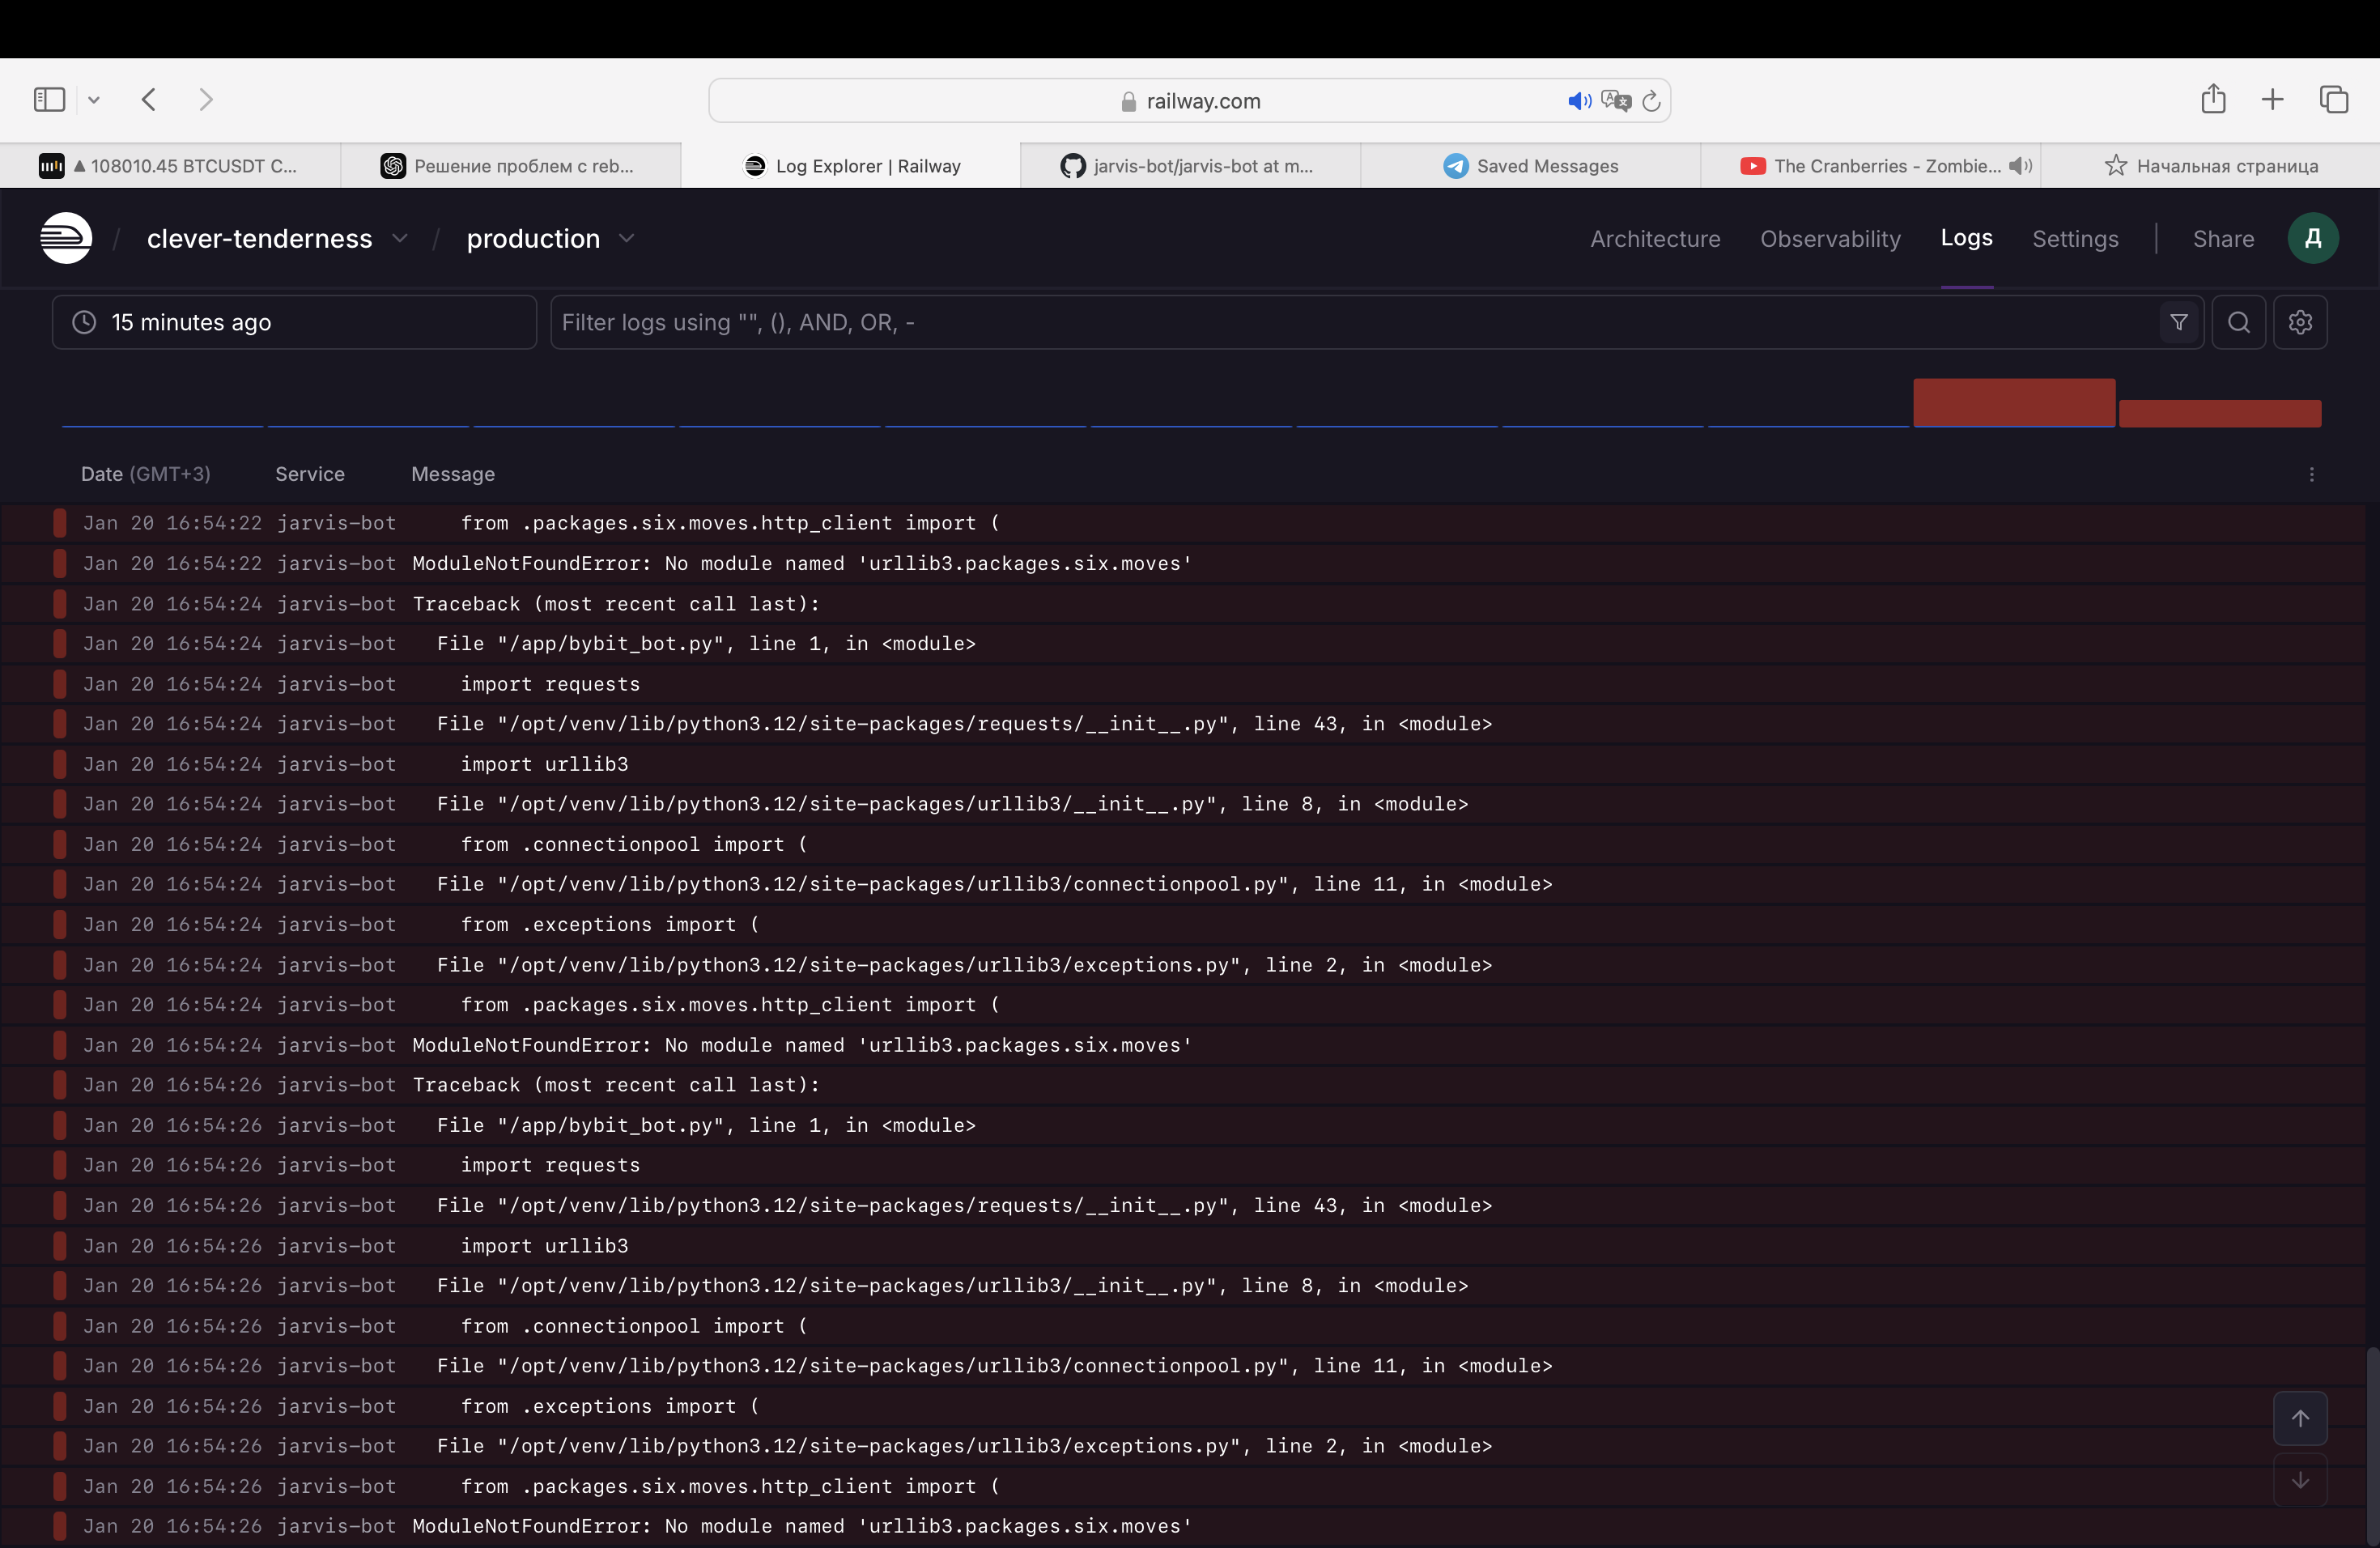 railway.com
108010.45 BTCUSDT C...
Решение проблем с reb...
Log Explorer | Railway
jarvis-bot/jarvis-bot at m...
Saved Messages
The Cranberries - Zombie...
Начальная страница
/ clever-tenderness / production
Architecture Observability Logs Settings | Share Д
15 minutes ago
Filter logs using "", (), AND, OR, -
Date (GMT+3) Service Message
Jan 20 16:54:22 jarvis-bot from .packages.six.moves.http_client import (
Jan 20 16:54:22 jarvis-bot ModuleNotFoundError: No module named 'urllib3.packages.six.moves'
Jan 20 16:54:24 jarvis-bot Traceback (most recent call last):
Jan 20 16:54:24 jarvis-bot File "/app/bybit_bot.py", line 1, in <module>
Jan 20 16:54:24 jarvis-bot import requests
Jan 20 16:54:24 jarvis-bot File "/opt/venv/lib/python3.12/site-packages/requests/__init__.py", line 43, in <module>
Jan 20 16:54:24 jarvis-bot import urllib3
Jan 20 16:54:24 jarvis-bot File "/opt/venv/lib/python3.12/site-packages/urllib3/__init__.py", line 8, in <module>
Jan 20 16:54:24 jarvis-bot from .connectionpool import (
Jan 20 16:54:24 jarvis-bot File "/opt/venv/lib/python3.12/site-packages/urllib3/connectionpool.py", line 11, in <module>
Jan 20 16:54:24 jarvis-bot from .exceptions import (
Jan 20 16:54:24 jarvis-bot File "/opt/venv/lib/python3.12/site-packages/urllib3/exceptions.py", line 2, in <module>
Jan 20 16:54:24 jarvis-bot from .packages.six.moves.http_client import (
Jan 20 16:54:24 jarvis-bot ModuleNotFoundError: No module named 'urllib3.packages.six.moves'
Jan 20 16:54:26 jarvis-bot Traceback (most recent call last):
Jan 20 16:54:26 jarvis-bot File "/app/bybit_bot.py", line 1, in <module>
Jan 20 16:54:26 jarvis-bot import requests
Jan 20 16:54:26 jarvis-bot File "/opt/venv/lib/python3.12/site-packages/requests/__init__.py", line 43, in <module>
Jan 20 16:54:26 jarvis-bot import urllib3
Jan 20 16:54:26 jarvis-bot File "/opt/venv/lib/python3.12/site-packages/urllib3/__init__.py", line 8, in <module>
Jan 20 16:54:26 jarvis-bot from .connectionpool import (
Jan 20 16:54:26 jarvis-bot File "/opt/venv/lib/python3.12/site-packages/urllib3/connectionpool.py", line 11, in <module>
Jan 20 16:54:26 jarvis-bot from .exceptions import (
Jan 20 16:54:26 jarvis-bot File "/opt/venv/lib/python3.12/site-packages/urllib3/exceptions.py", line 2, in <module>
Jan 20 16:54:26 jarvis-bot from .packages.six.moves.http_client import (
Jan 20 16:54:26 jarvis-bot ModuleNotFoundError: No module named 'urllib3.packages.six.moves'